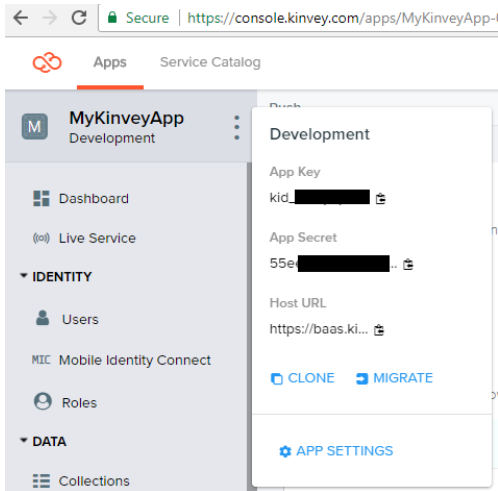 Secure | https://console.kinvey.com/apps/MyKinveyApp-
Apps Service Catalog
M MyKinveyApp
Development
Dashboard
Live Service
IDENTITY
Users
MIC Mobile Identity Connect
Roles
DATA
Collections
Push
Development
App Key
kid_
App Secret
55e ..
Host URL
https://baas.ki...
CLONE MIGRATE
APP SETTINGS